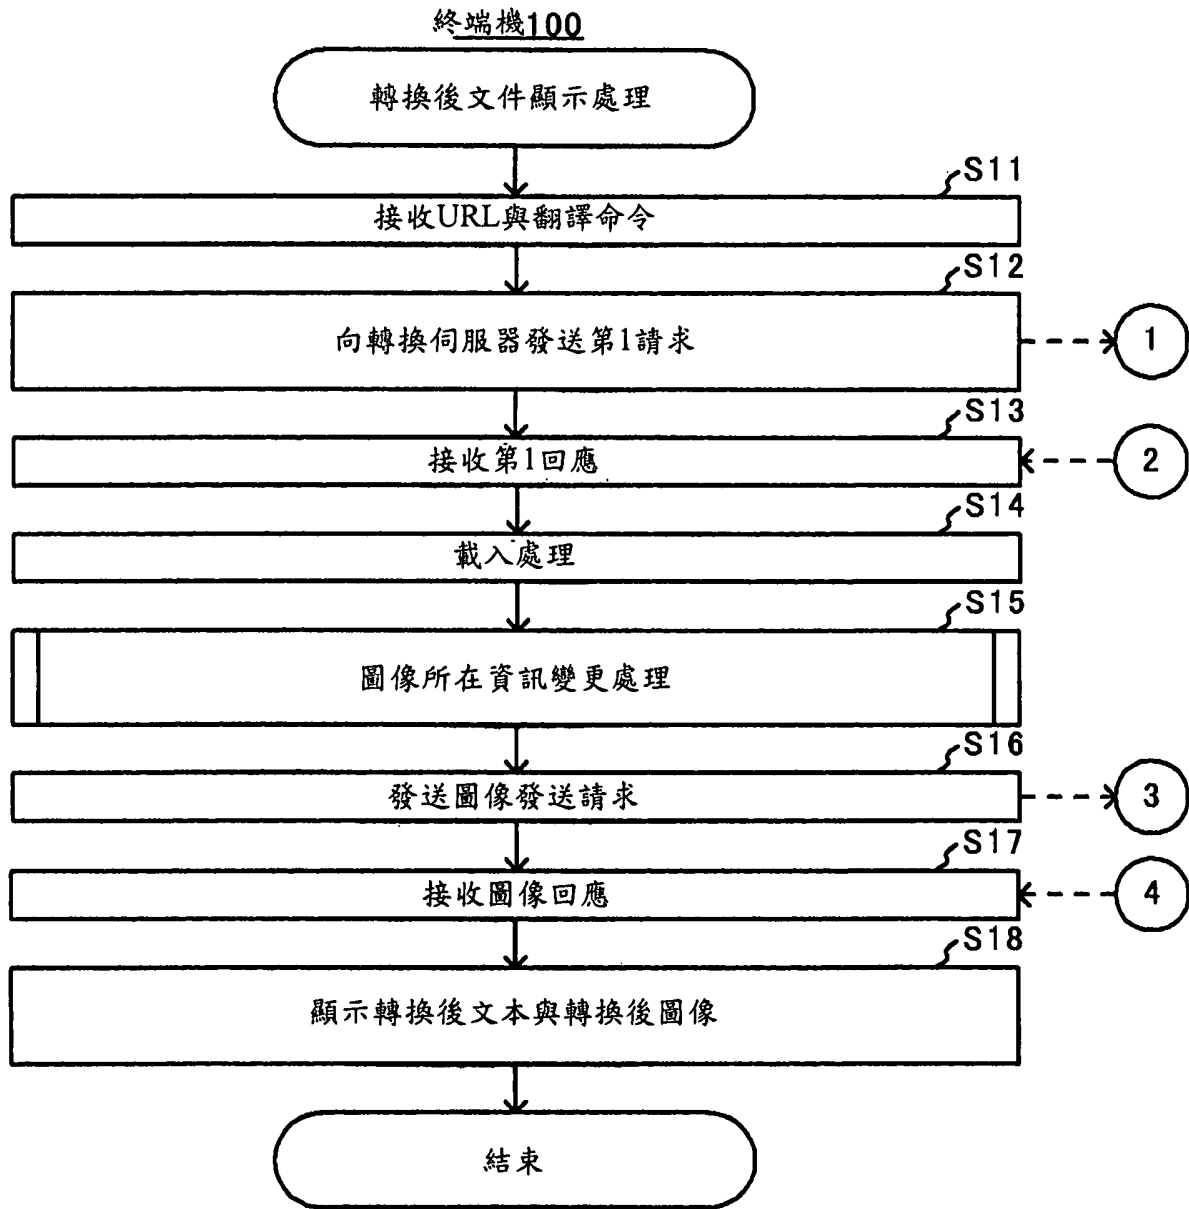 終端機100
轉換後文件顯示處理
S11
接收URL與翻譯命令
S12
向轉換伺服器發送第1請求
1
S13
接收第1回應
2
S14
載入處理
S15
圖像所在資訊變更處理
S16
發送圖像發送請求
3
S17
接收圖像回應
4
S18
顯示轉換後文本與轉換後圖像
結束